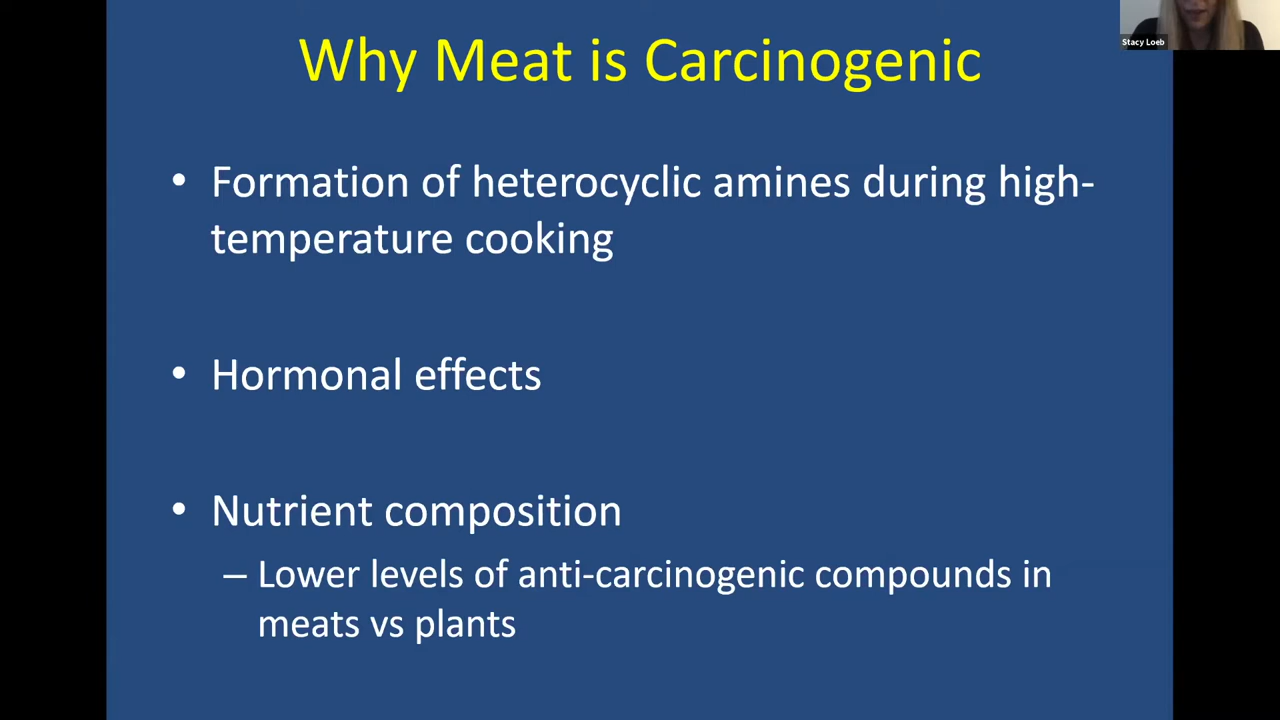 Why Meat is Carcinogenic
Stacy Loeb
• Formation of heterocyclic amines during high-
temperature cooking
• Hormonal effects
• Nutrient composition
– Lower levels of anti-carcinogenic compounds in
meats vs plants